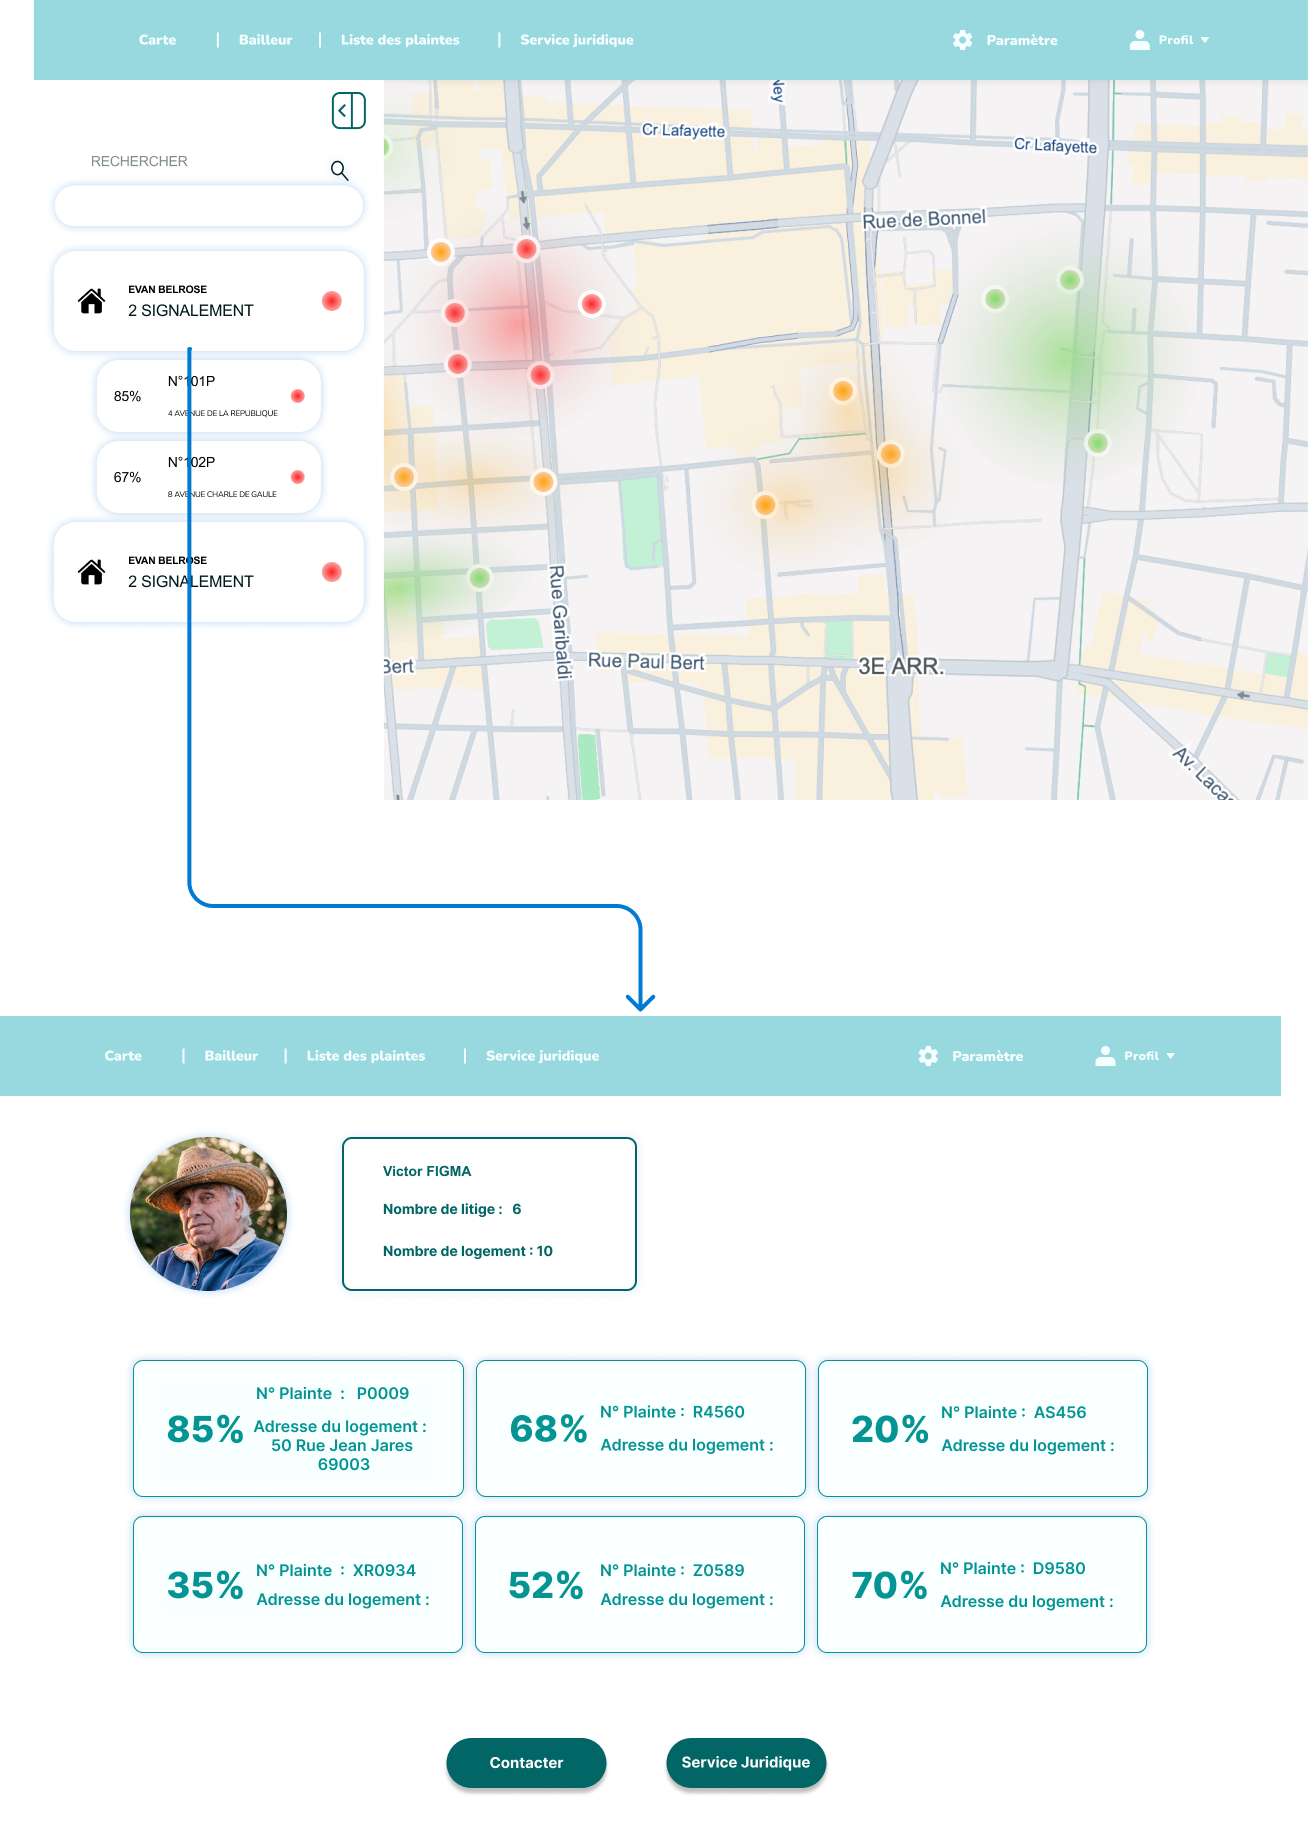 Carte | Bailleur | Liste des plaintes | Service juridique Paramètre Profil
RECHERCHER
EVAN BELROSE
2 SIGNALEMENT
85%
N°101P
4 AVENUE DE LA REPUBLIQUE
67%
N°102P
8 AVENUE CHARLE DE GAULE
EVAN BELROSE
2 SIGNALEMENT
Ney
Cr Lafayette
Cr Lafayette
Rue de Bonnel
Rue Garibaldi
Bert
Rue Paul Bert
3E ARR.
Av. Lacas
Carte | Bailleur | Liste des plaintes | Service juridique Paramètre Profil
Victor FIGMA
Nombre de litige : 6
Nombre de logement : 10
85%
N° Plainte : P0009
Adresse du logement :
50 Rue Jean Jares
69003
68%
N° Plainte : R4560
Adresse du logement :
20%
N° Plainte : AS456
Adresse du logement :
35%
N° Plainte : XR0934
Adresse du logement :
52%
N° Plainte : Z0589
Adresse du logement :
70%
N° Plainte : D9580
Adresse du logement :
Contacter
Service Juridique